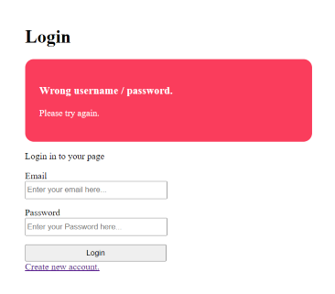 Login
Wrong username / password.
Please try again.
Login in to your page
Email
Enter your email here...
Password
Enter your Password here...
Login
Create new account.